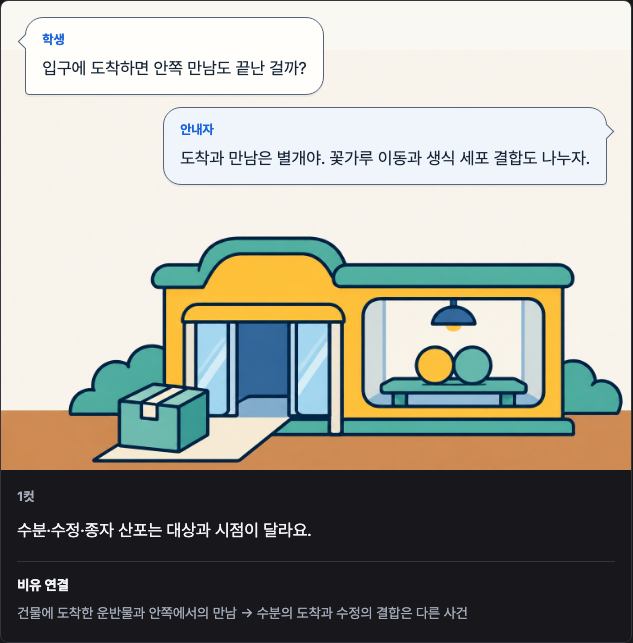 학생
입구에 도착하면 안쪽 만남도 끝난 걸까?
안내자
도착과 만남은 별개야. 꽃가루 이동과 생식 세포 결합도 나누자.
1컷
수분·수정·종자 산포는 대상과 시점이 달라요.
비유 연결
건물에 도착한 운반물과 안쪽에서의 만남 → 수분의 도착과 수정의 결합은 다른 사건